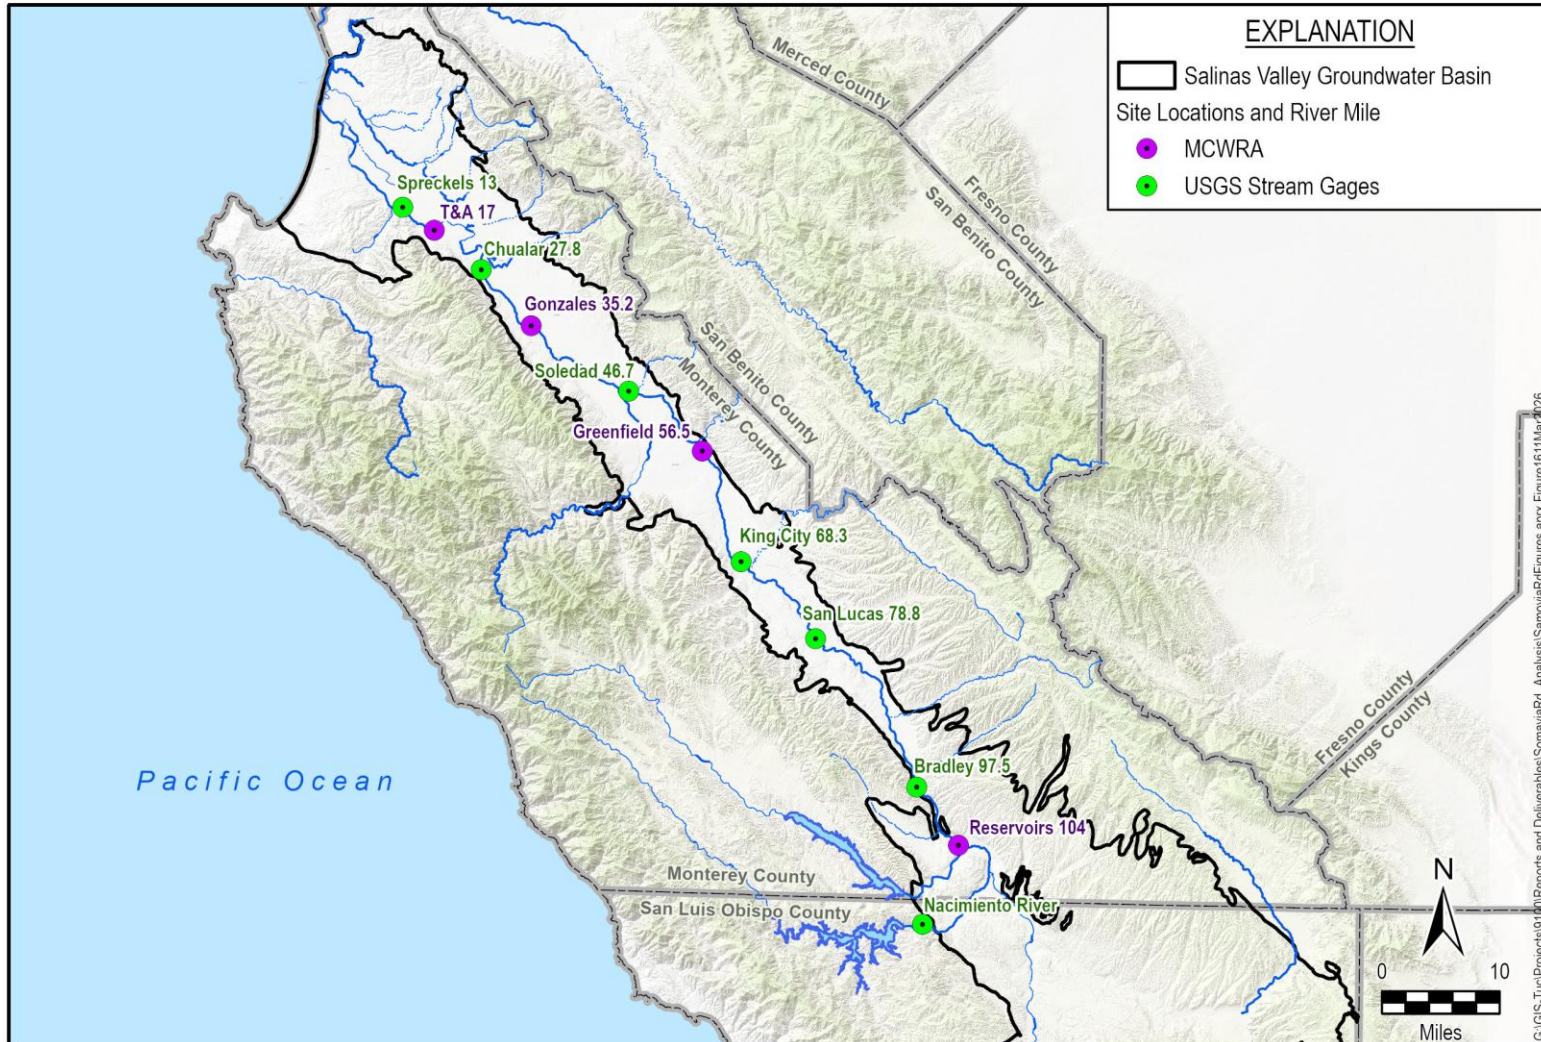 EXPLANATION
Salinas Valley Groundwater Basin
Site Locations and River Mile
MCWRA
USGS Stream Gages
Merced County
Fresno County
San Benito County
Spreckels 13
T&A 17
Chualar 27.8
Gonzales 35.2
San Benito County
Monterey County
Soledad 46.7
Greenfield 56.5
King City 68.3
San Lucas 78.8
Fresno County
Kings County
Bradley 97.5
Pacific Ocean
Reservoirs 104
Monterey County
San Luis Obispo County
Nacimiento River
N
0 10
Miles